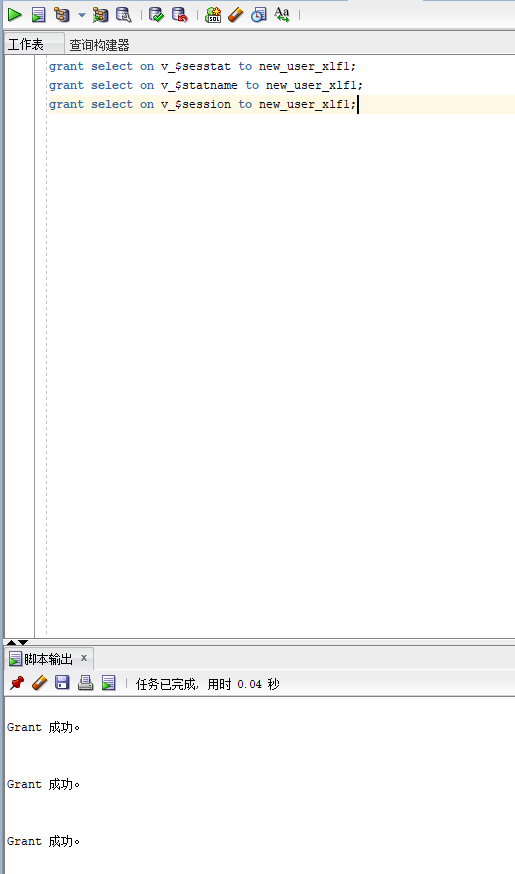 工作表 查询构建器
grant select on v_$sesstat to new_user_xlf1;
grant select on v_$statname to new_user_xlf1;
grant select on v_$session to new_user_xlf1;
脚本输出 x
任务已完成, 用时 0.04 秒
Grant 成功。
Grant 成功。
Grant 成功。